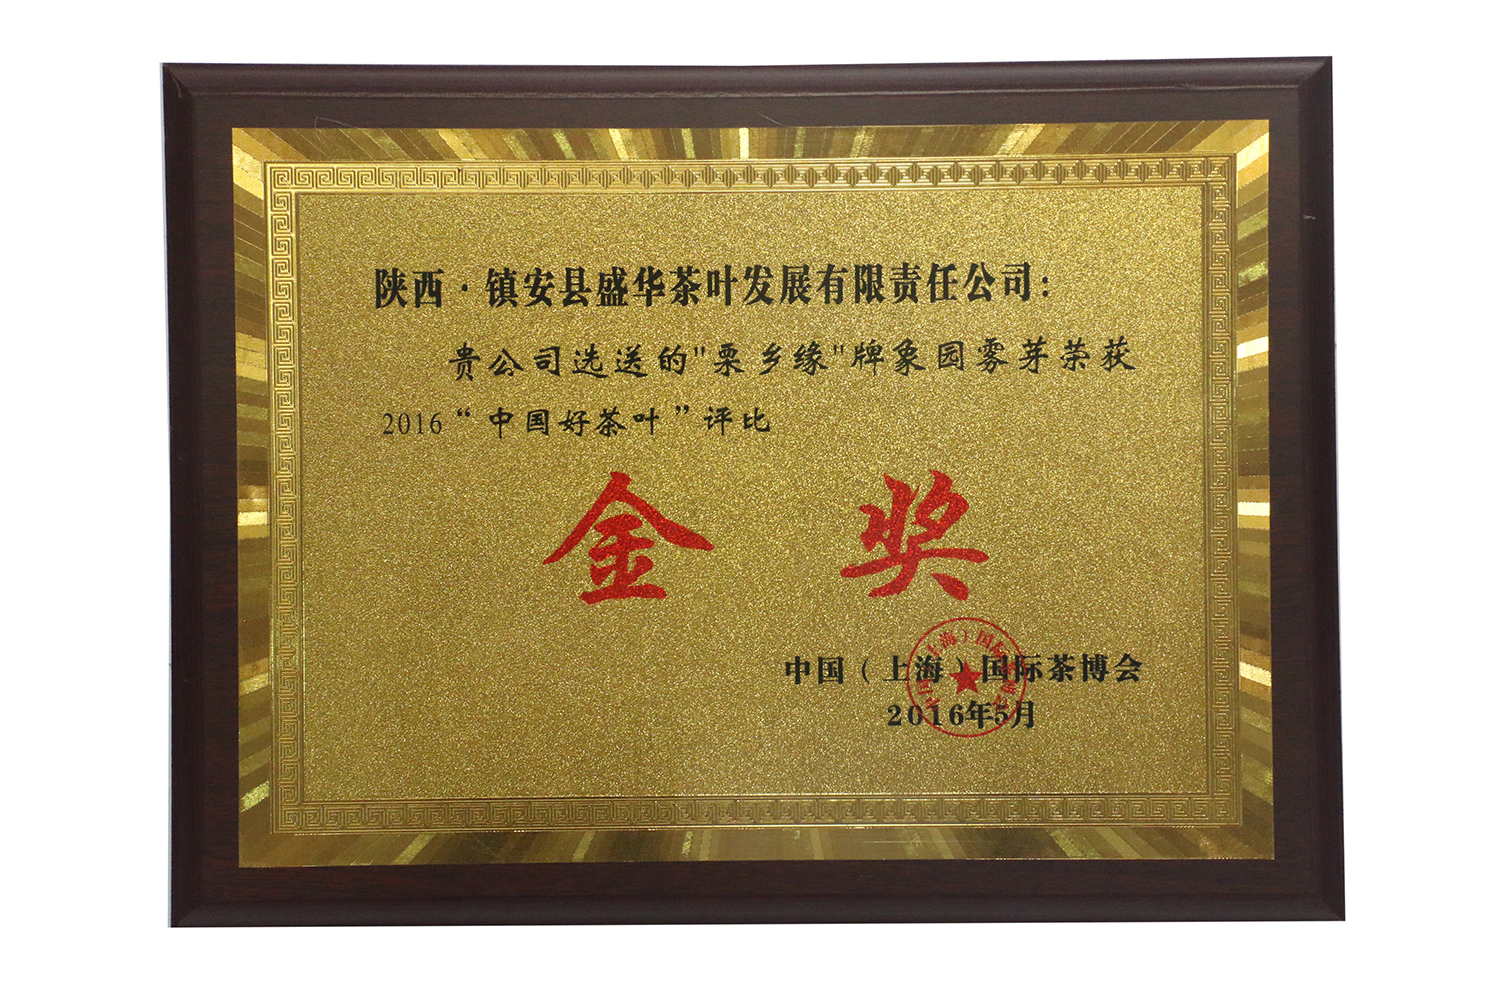 陕西·镇安县盛华茶叶发展有限责任公司：
贵公司选送的"栗乡缘"牌象园雾芽荣获
2016“中国好茶叶”评比
金 奖
中国（上海）国际茶博会
2016年5月